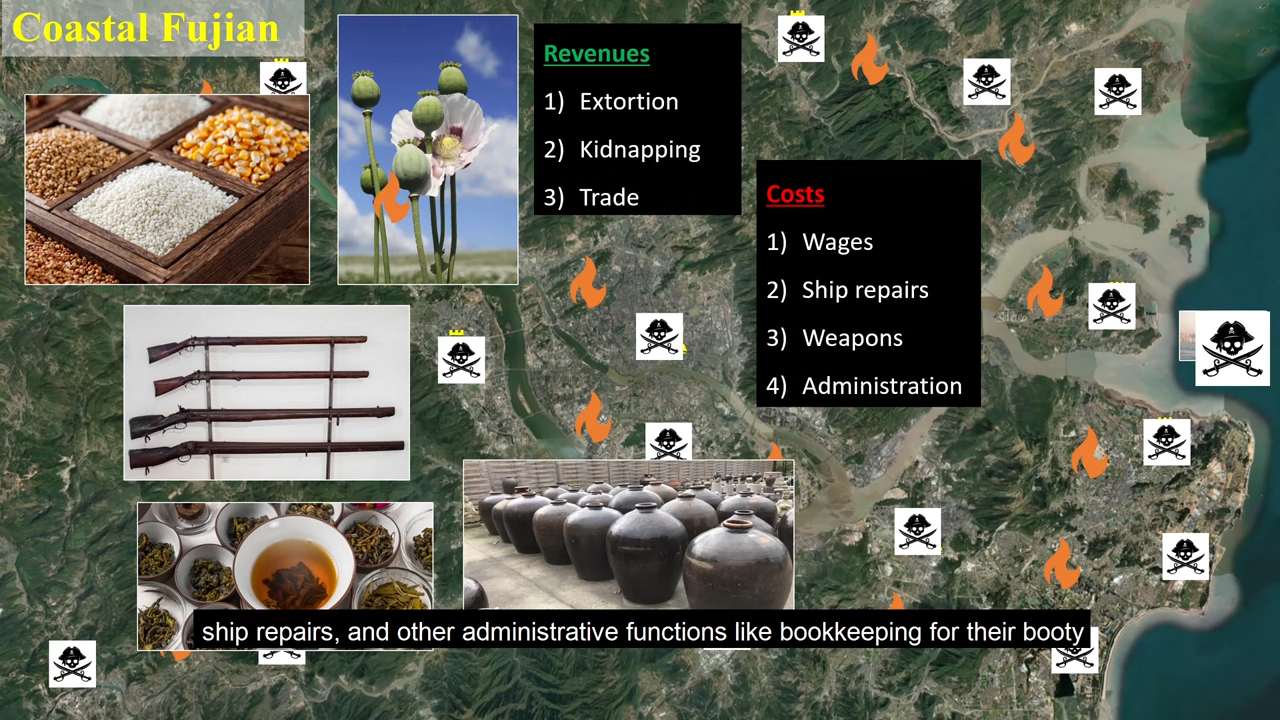 Coastal Fujian
Revenues
1) Extortion
2) Kidnapping
3) Trade
Costs
1) Wages
2) Ship repairs
3) Weapons
4) Administration
ship repairs, and other administrative functions like bookkeeping for their booty